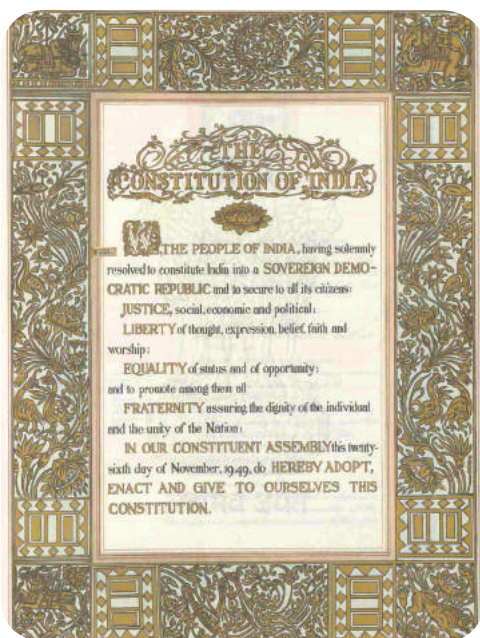 THE
CONSTITUTION OF INDIA
WE, THE PEOPLE OF INDIA, having solemnly
resolved to constitute India into a SOVEREIGN DEMO-
CRATIC REPUBLIC and to secure to all its citizens:
JUSTICE, social, economic and political;
LIBERTY of thought, expression, belief, faith and
worship;
EQUALITY of status and of opportunity;
and to promote among them all
FRATERNITY assuring the dignity of the individual
and the unity of the Nation;
IN OUR CONSTITUENT ASSEMBLY this twenty-
sixth day of November, 1949, do HEREBY ADOPT,
ENACT AND GIVE TO OURSELVES THIS
CONSTITUTION.